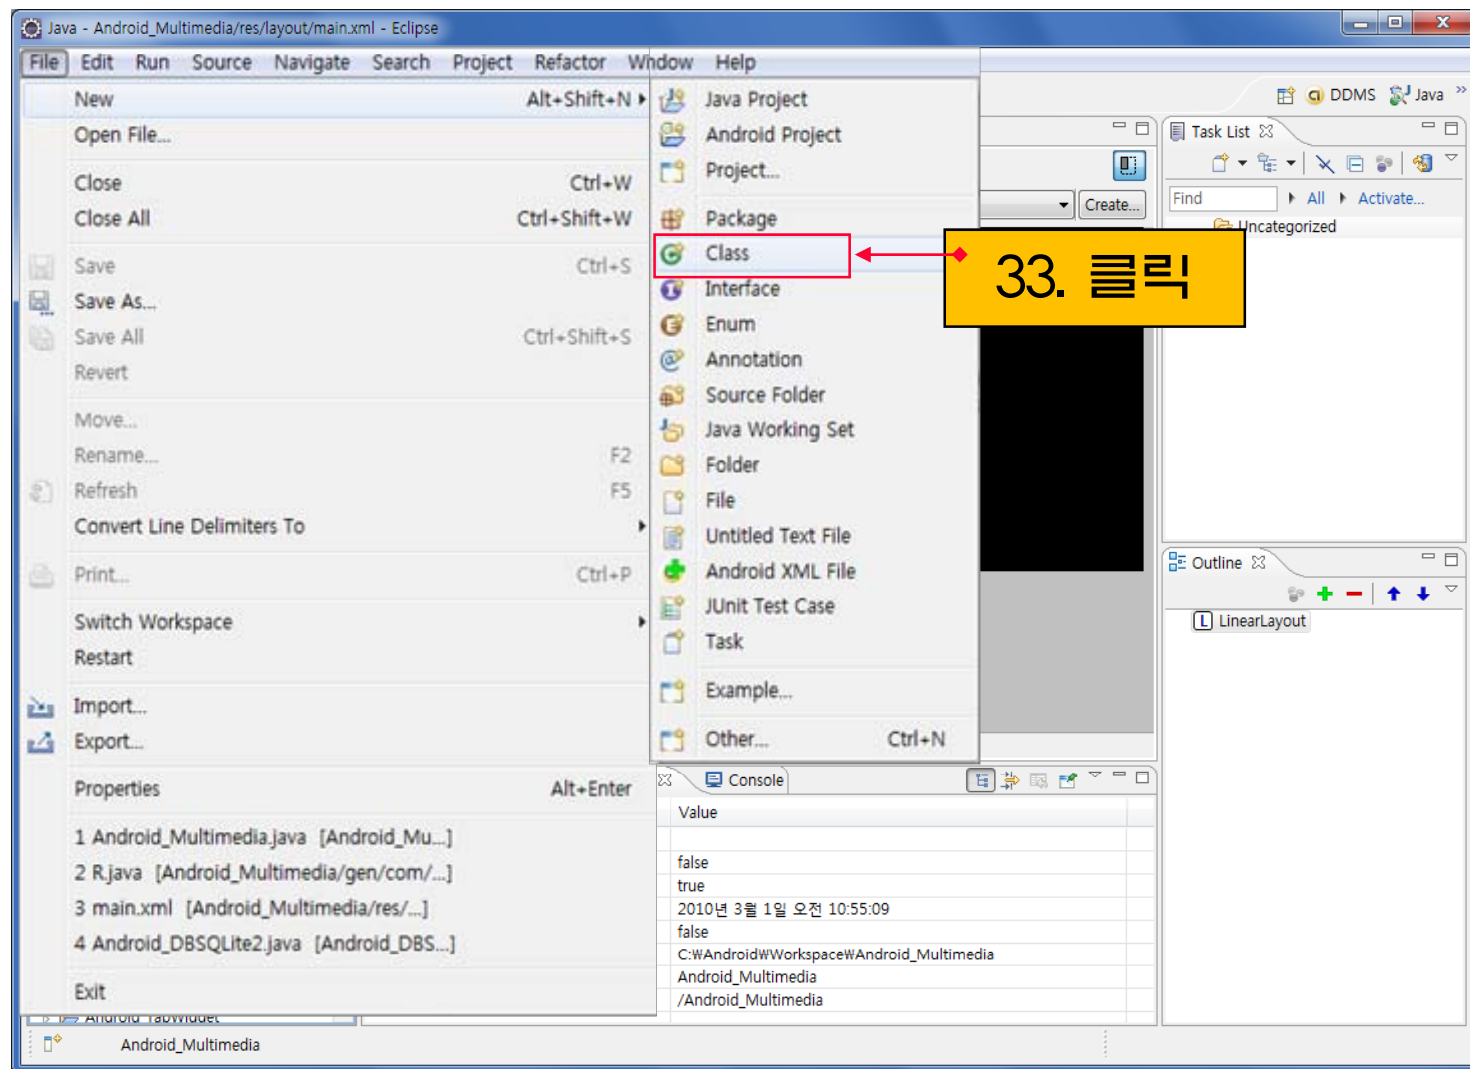 Java - Android_Multimedia/res/layout/main.xml - Eclipse
File Edit Run Source Navigate Search Project Refactor Window Help
New Alt+Shift+N
Open File...
Close Ctrl+W
Close All Ctrl+Shift+W
Save Ctrl+S
Save As...
Save All Ctrl+Shift+S
Revert
Move...
Rename... F2
Refresh F5
Convert Line Delimiters To
Print... Ctrl+P
Switch Workspace
Restart
Import...
Export...
Properties Alt+Enter
1 Android_Multimedia.java [Android_Mu...]
2 R.java [Android_Multimedia/gen/com/...]
3 main.xml [Android_Multimedia/res/...]
4 Android_DBSQLite2.java [Android_DBS...]
Exit
Java Project
Android Project
Project...
Package
Class
Interface
Enum
Annotation
Source Folder
Java Working Set
Folder
File
Untitled Text File
Android XML File
JUnit Test Case
Task
Example...
Other... Ctrl+N
33. 클릭
DDMS Java
Create...
Task List
Find All Activate...
Uncategorized
Outline
LinearLayout
Console
Value
false
true
2010년 3월 1일 오전 10:55:09
false
C:₩Android₩Workspace₩Android_Multimedia
Android_Multimedia
/Android_Multimedia
Android_TabWidget
Android_Multimedia